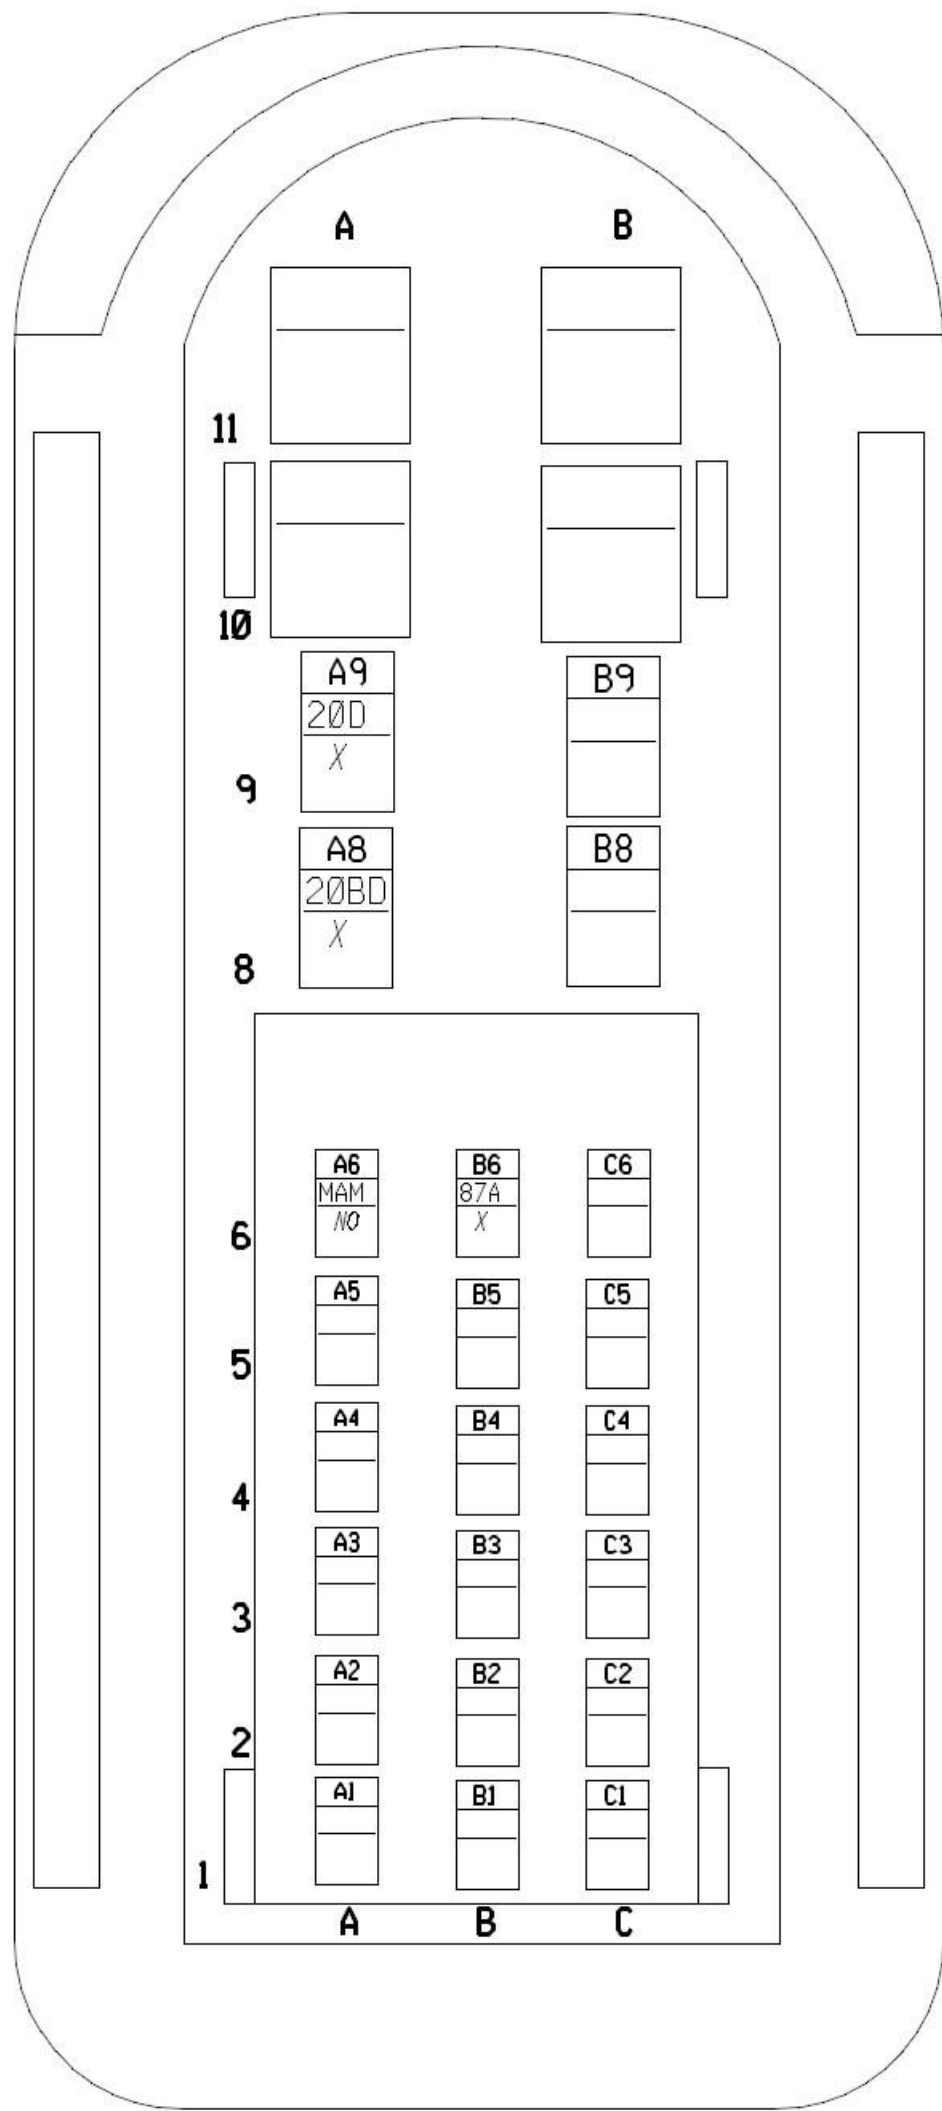 A B
11
10
A9 B9
20D
X
9
A8 B8
20BD
X
8
A6 B6 C6
MAM 87A
NO X
6
A5 B5 C5
5
A4 B4 C4
4
A3 B3 C3
3
A2 B2 C2
2
A1 B1 C1
1
A B C